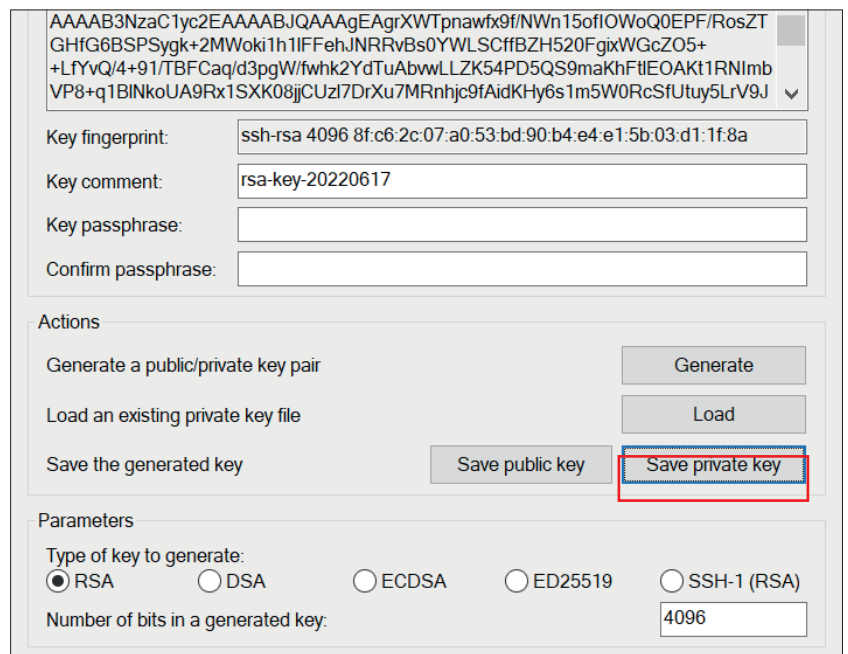 AAAAB3NzaC1yc2EAAAABJQAAAgEAgrXWTpnawfx9f/NWn15ofIOWoQ0EPF/RosZT
GHfG6BSPSygk+2MWoki1h1IFFehJNRRvBs0YWLSCffBZH520FgixWGcZO5+
+LfYvQ/4+91/TBFCaq/d3pgW/fwhk2YdTuAbvwLLZK54PD5QS9maKhFtlEOAKt1RNImb
VP8+q1BlNkoUA9Rx1SXK08jjCUzl7DrXu7MRnhjc9fAidKHy6s1m5W0RcSfUtuy5LrV9J
Key fingerprint: ssh-rsa 4096 8f:c6:2c:07:a0:53:bd:90:b4:e4:e1:5b:03:d1:1f:8a
Key comment: rsa-key-20220617
Key passphrase:
Confirm passphrase:
Actions
Generate a public/private key pair Generate
Load an existing private key file Load
Save the generated key Save public key Save private key
Parameters
Type of key to generate:
RSA DSA ECDSA ED25519 SSH-1 (RSA)
Number of bits in a generated key: 4096